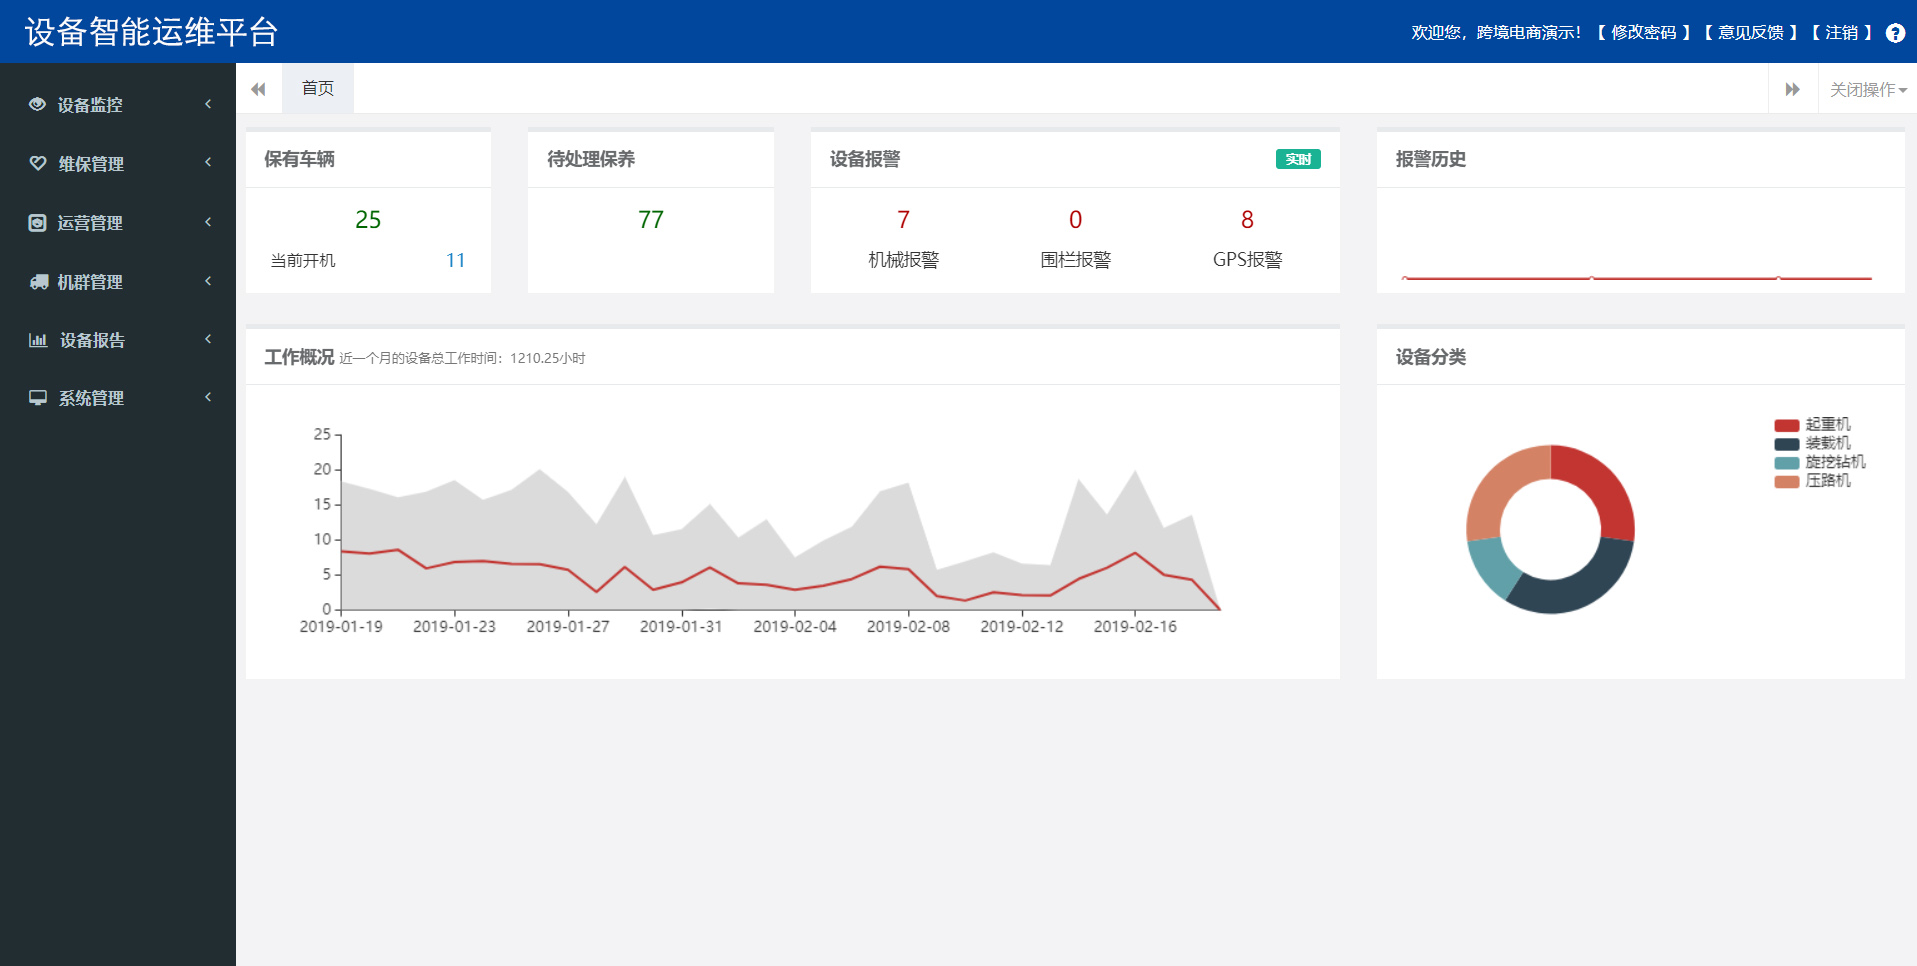 设备智能运维平台
欢迎您，跨境电商演示！【 修改密码 】【 意见反馈 】【 注销 】
设备监控
维保管理
运营管理
机群管理
设备报告
系统管理
首页
关闭操作
保有车辆
25
当前开机 11
待处理保养
77
设备报警 实时
7 0 8
机械报警 围栏报警 GPS报警
报警历史
工作概况 近一个月的设备总工作时间：1210.25小时
25
20
15
10
5
0
2019-01-19 2019-01-23 2019-01-27 2019-01-31 2019-02-04 2019-02-08 2019-02-12 2019-02-16
设备分类
起重机
装载机
旋挖钻机
压路机